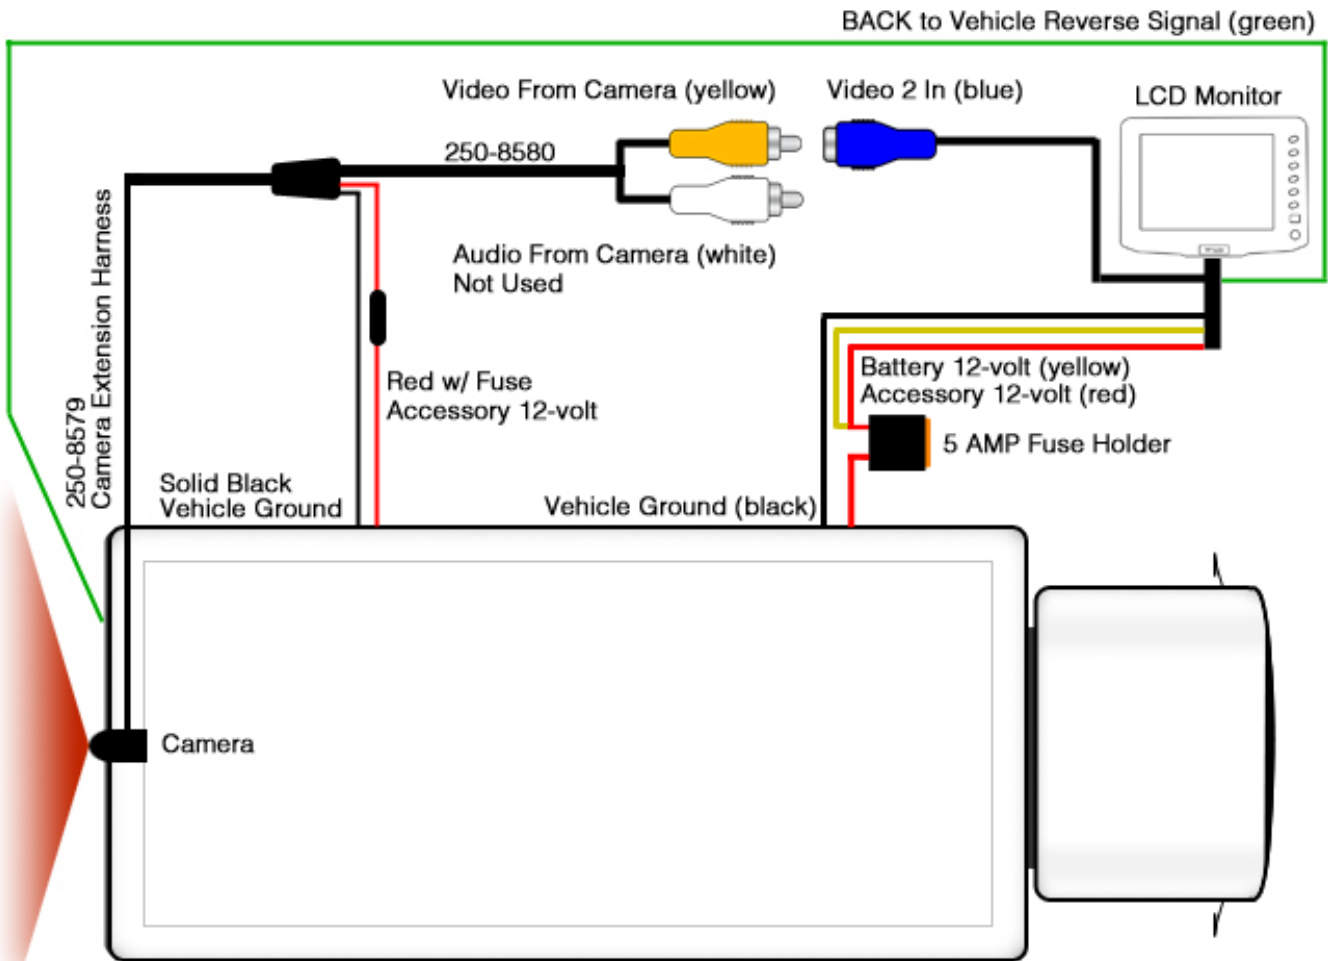 BACK to Vehicle Reverse Signal (green)
Video From Camera (yellow)
Video 2 In (blue)
LCD Monitor
250-8580
Audio From Camera (white)
Not Used
250-8579
Camera Extension Harness
Red w/ Fuse
Accessory 12-volt
Battery 12-volt (yellow)
Accessory 12-volt (red)
5 AMP Fuse Holder
Solid Black
Vehicle Ground
Vehicle Ground (black)
Camera